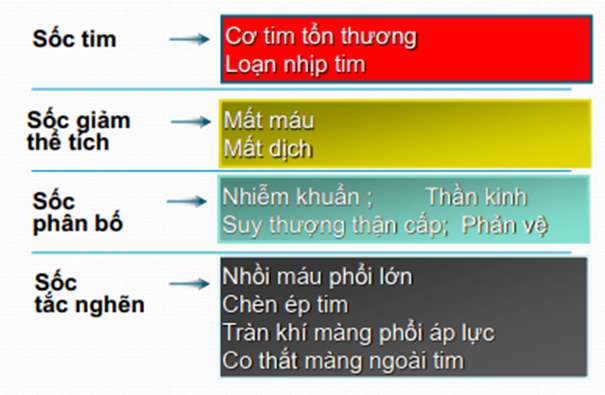 Sốc tim
Cơ tim tổn thương
Loạn nhịp tim
Sốc giảm
thể tích
Mất máu
Mất dịch
Sốc
phân bố
Nhiễm khuẩn ; Thần kinh
Suy thượng thận cấp; Phản vệ
Sốc
tắc nghẽn
Nhồi máu phổi lớn
Chèn ép tim
Tràn khí màng phổi áp lực
Co thắt màng ngoài tim